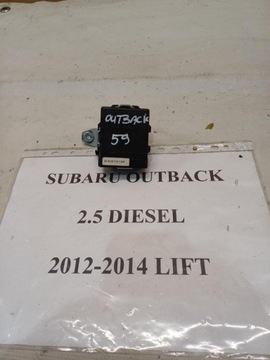 OUTBACK
59
SUBARU OUTBACK
2.5 DIESEL
2012-2014 LIFT